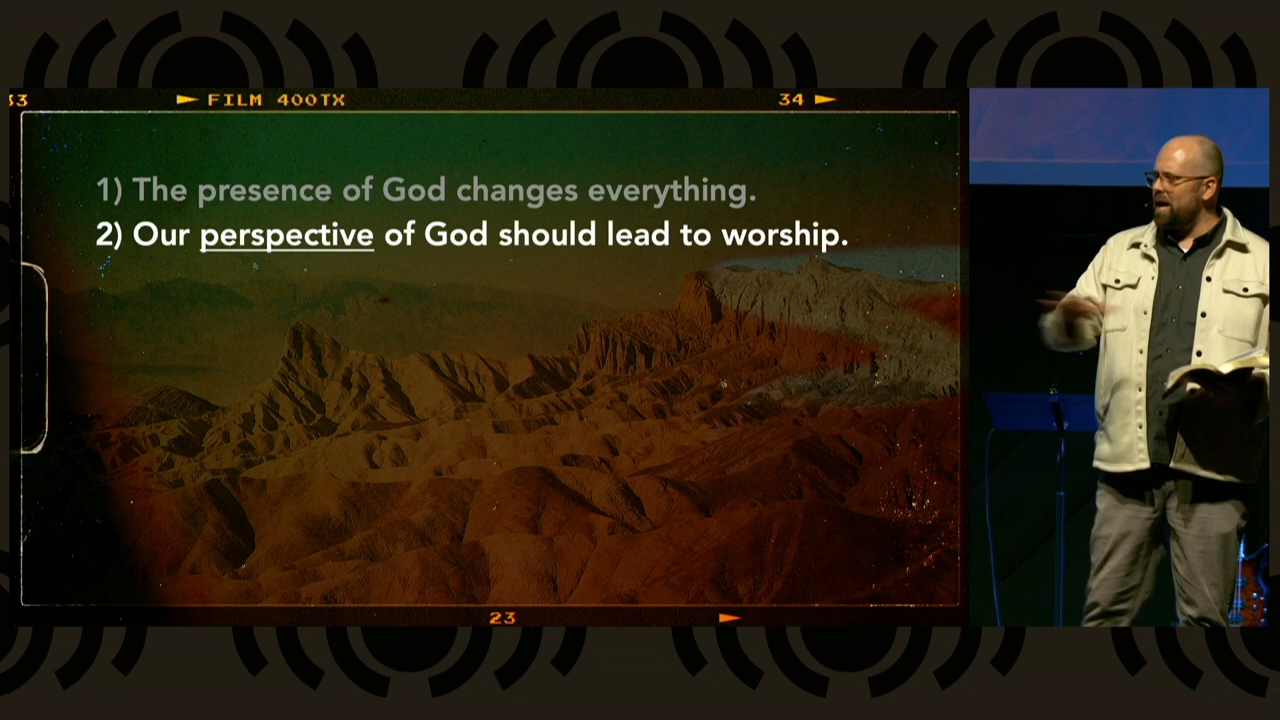 33 FILM 400TX 34
1) The presence of God changes everything.
2) Our perspective of God should lead to worship.
23